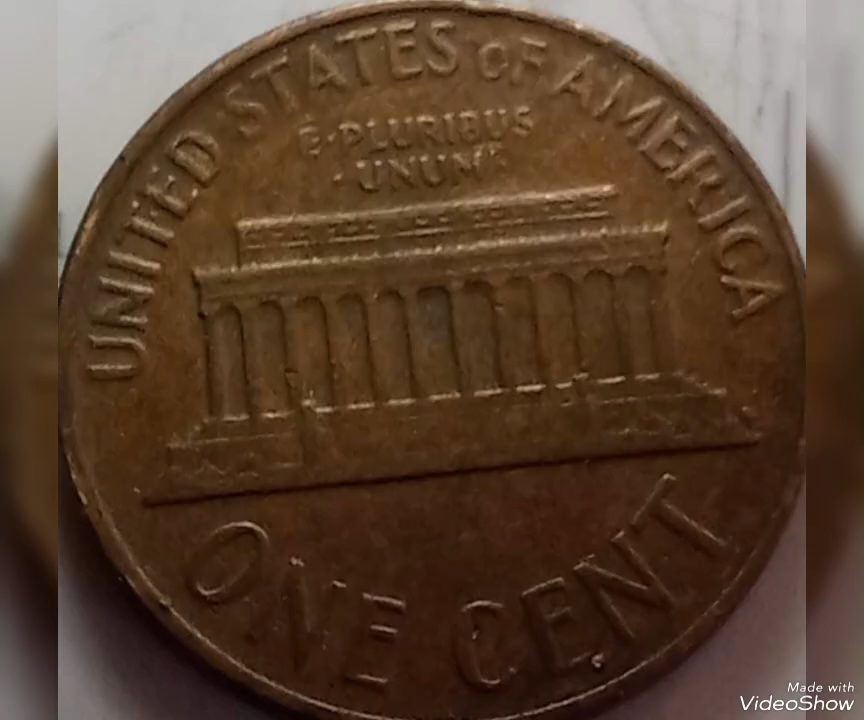 UNITED STATES OF AMERICA
E·PLURIBUS
·UNUM·
ONE CENT
Made with
VideoShow